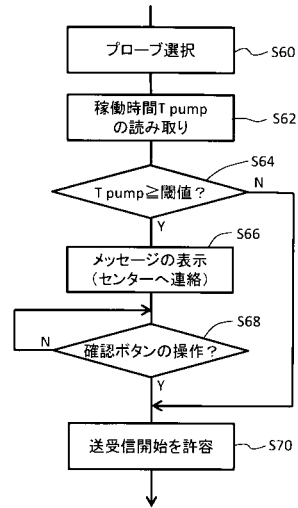 プローブ選択
S60
稼働時間T pump
の読み取り
S62
S64
T pump≧閾値？
N
Y
メッセージの表示
(センターへ連絡)
S66
S68
確認ボタンの操作？
N
Y
送受信開始を許容
S70